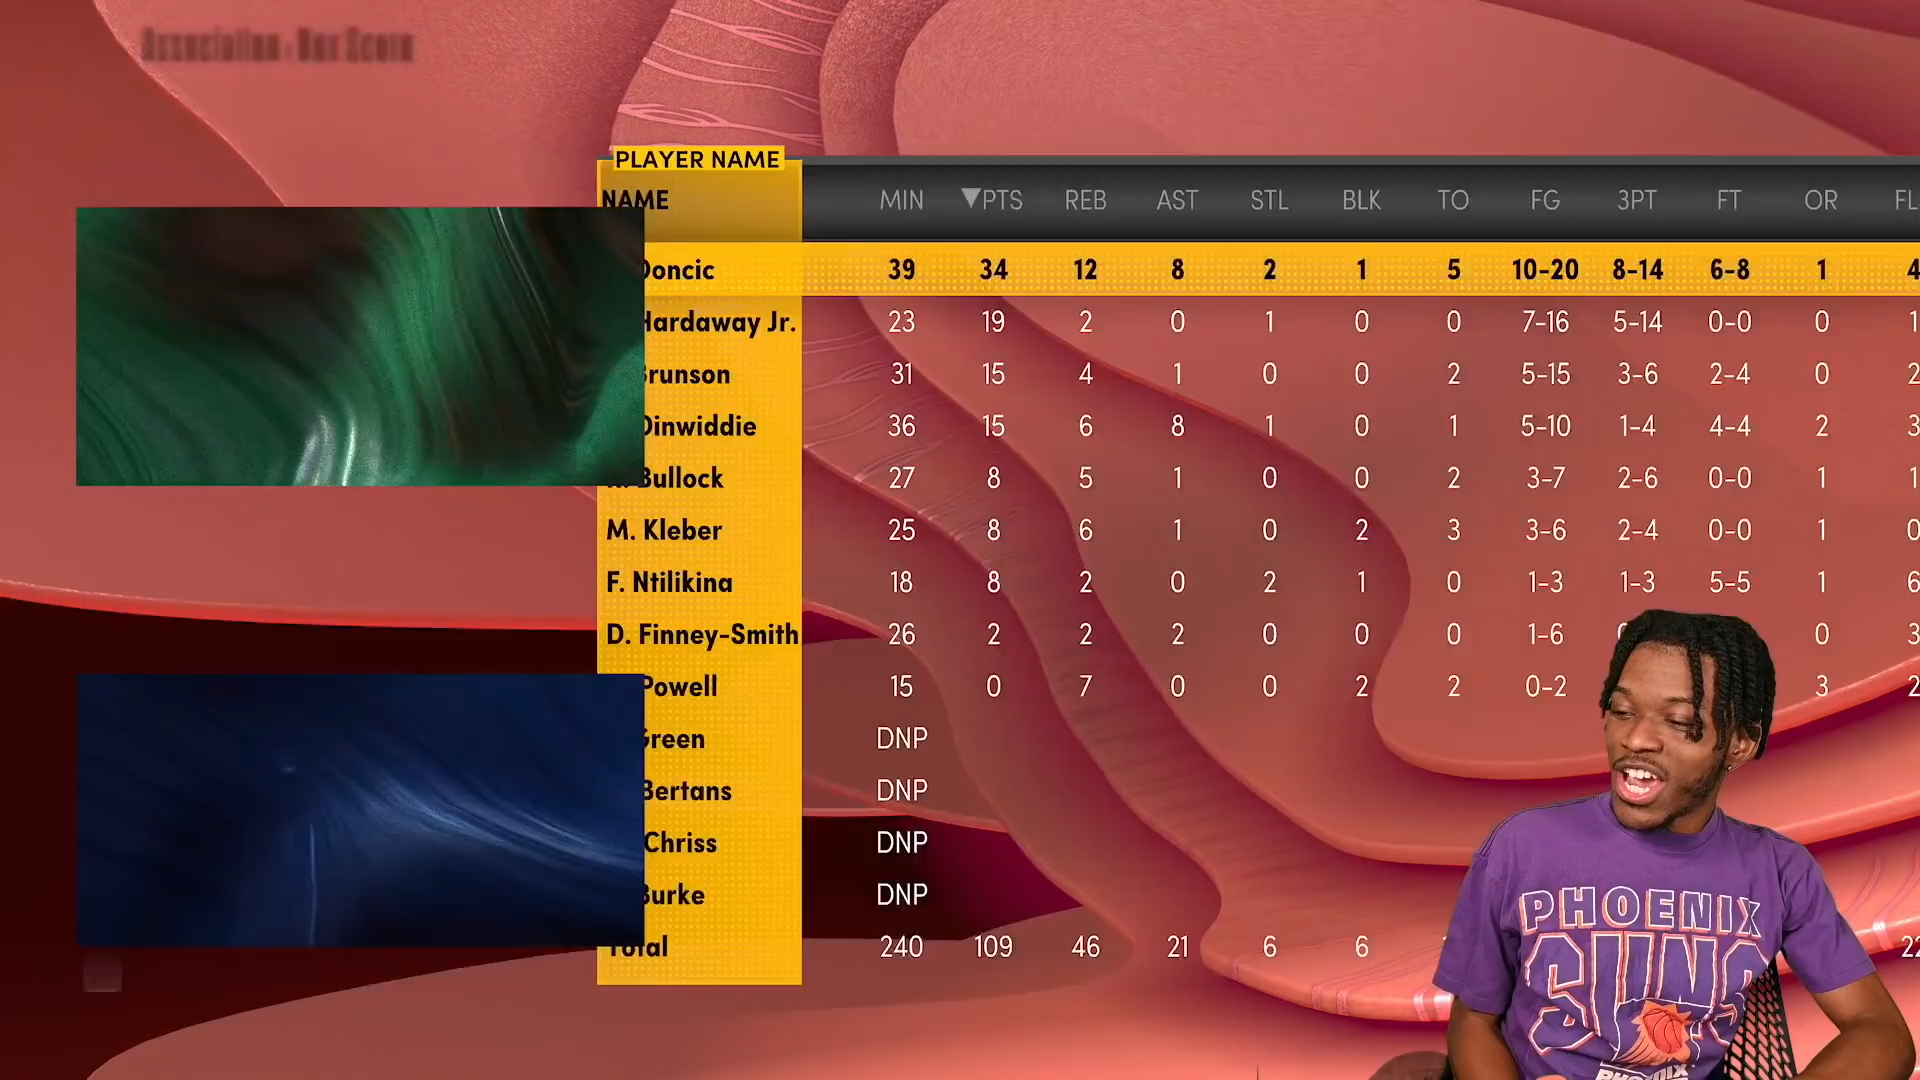 Association - Box Score
PLAYER NAME
NAME MIN ▼PTS REB AST STL BLK TO FG 3PT FT OR
Doncic 39 34 12 8 2 1 5 10-20 8-14 6-8 1 4
Hardaway Jr. 23 19 2 0 1 0 0 7-16 5-14 0-0 0 1
Brunson 31 15 4 1 0 0 2 5-15 3-6 2-4 0 2
Dinwiddie 36 15 6 8 1 0 1 5-10 1-4 4-4 2 3
Bullock 27 8 5 1 0 0 2 3-7 2-6 0-0 1 1
M. Kleber 25 8 6 1 0 2 3 3-6 2-4 0-0 1 0
F. Ntilikina 18 8 2 0 2 1 0 1-3 1-3 5-5 1 6
D. Finney-Smith 26 2 2 2 0 0 0 1-6 0 3
Powell 15 0 7 0 0 2 2 0-2 3 2
Green DNP
Bertans DNP
Chriss DNP
Burke DNP
Total 240 109 46 21 6 6 22
PHOENIX
SUNS
PHOENIX